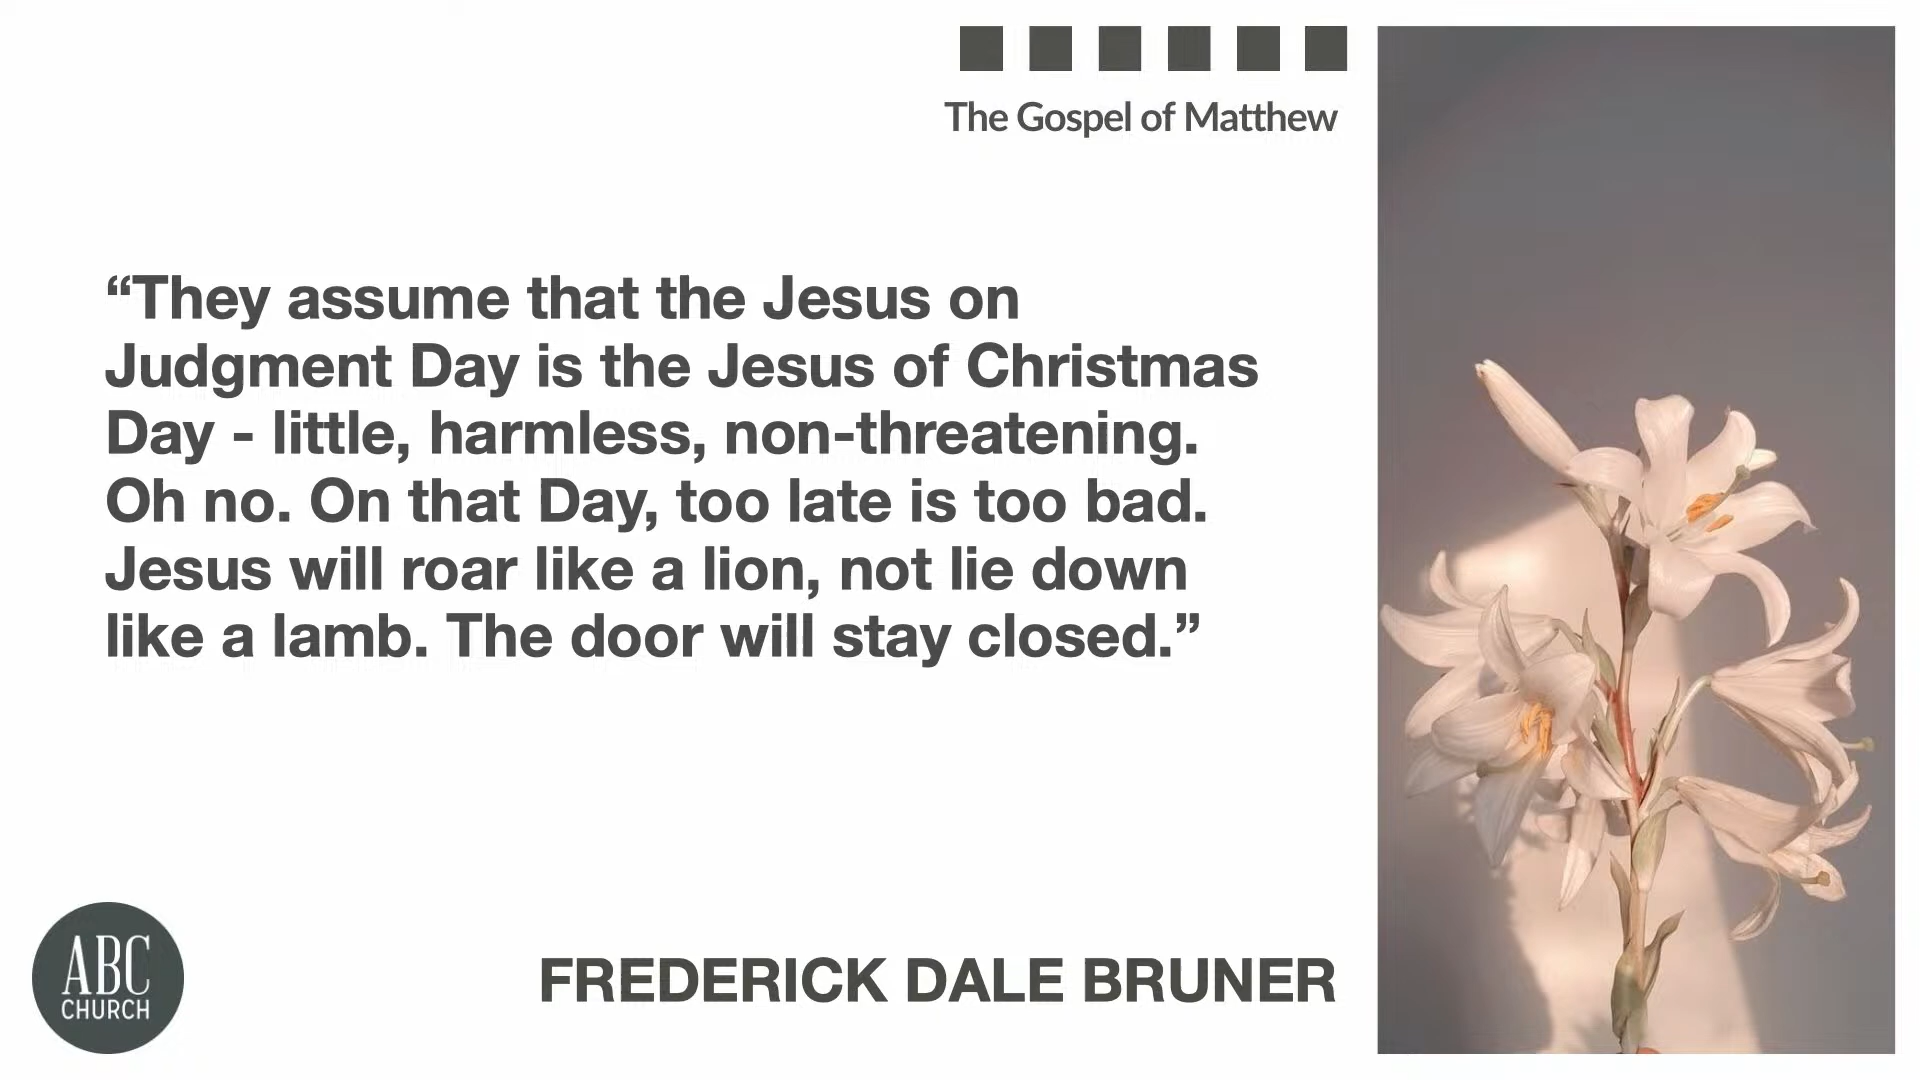 The Gospel of Matthew
“They assume that the Jesus on
Judgment Day is the Jesus of Christmas
Day - little, harmless, non-threatening.
Oh no. On that Day, too late is too bad.
Jesus will roar like a lion, not lie down
like a lamb. The door will stay closed.”
FREDERICK DALE BRUNER
ABC
CHURCH